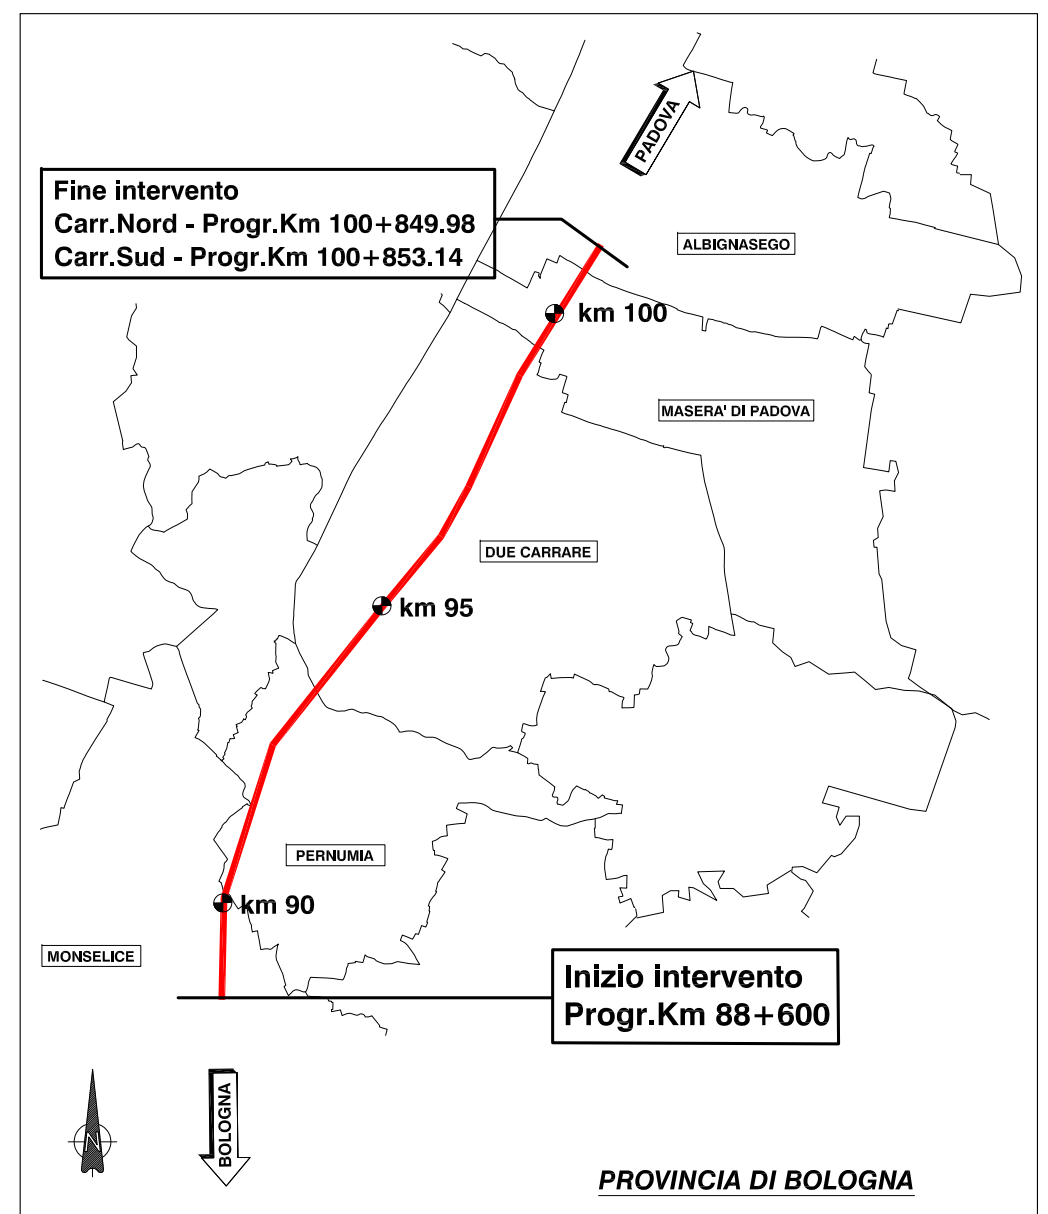 PADOVA
Fine intervento
Carr.Nord - Progr.Km 100+849.98
Carr.Sud - Progr.Km 100+853.14
ALBIGNASEGO
km 100
MASERA' DI PADOVA
DUE CARRARE
km 95
PERNUMIA
km 90
MONSELICE
Inizio intervento
Progr.Km 88+600
N
BOLOGNA
PROVINCIA DI BOLOGNA